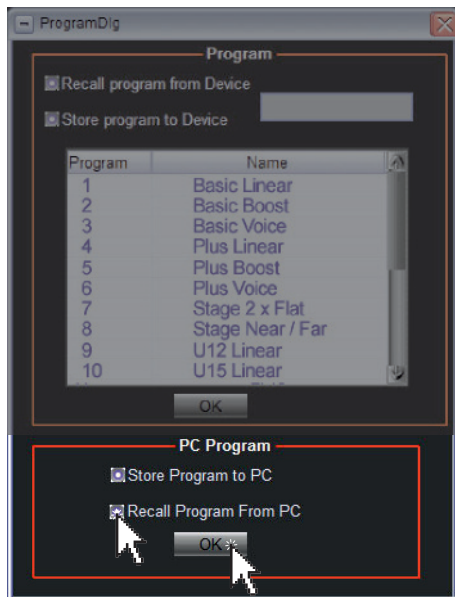 ProgramDlg
Program
Recall program from Device
Store program to Device
Program Name
1 Basic Linear
2 Basic Boost
3 Basic Voice
4 Plus Linear
5 Plus Boost
6 Plus Voice
7 Stage 2 x Flat
8 Stage Near / Far
9 U12 Linear
10 U15 Linear
OK
PC Program
Store Program to PC
Recall Program From PC
OK